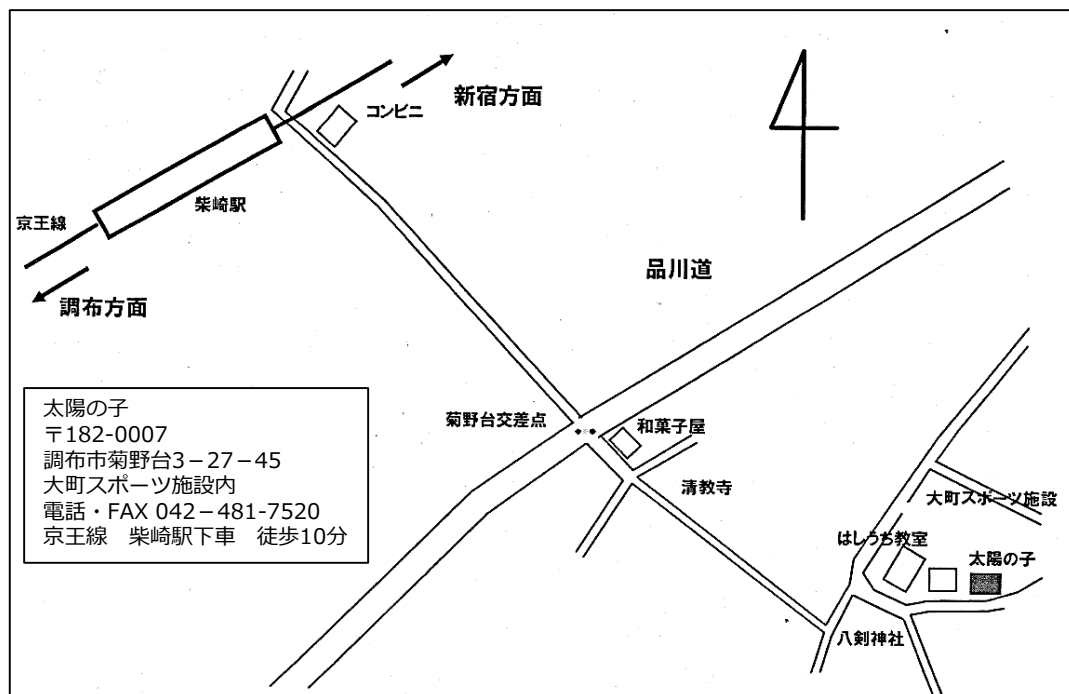 新宿方面
コンビニ
柴崎駅
京王線
調布方面
品川道
菊野台交差点
和菓子屋
清教寺
大町スポーツ施設
はしうち教室
太陽の子
八剣神社
太陽の子
〒182-0007
調布市菊野台3－27－45
大町スポーツ施設内
電話・FAX 042－481-7520
京王線　柴崎駅下車　徒歩10分